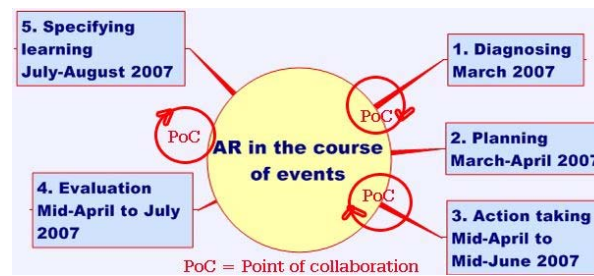 5. Specifying
learning
July-August 2007
1. Diagnosing
March 2007
PoC
PoC
AR in the course
of events
2. Planning
March-April 2007
4. Evaluation
Mid-April to July
2007
PoC
3. Action taking
Mid-April to
Mid-June 2007
PoC = Point of collaboration